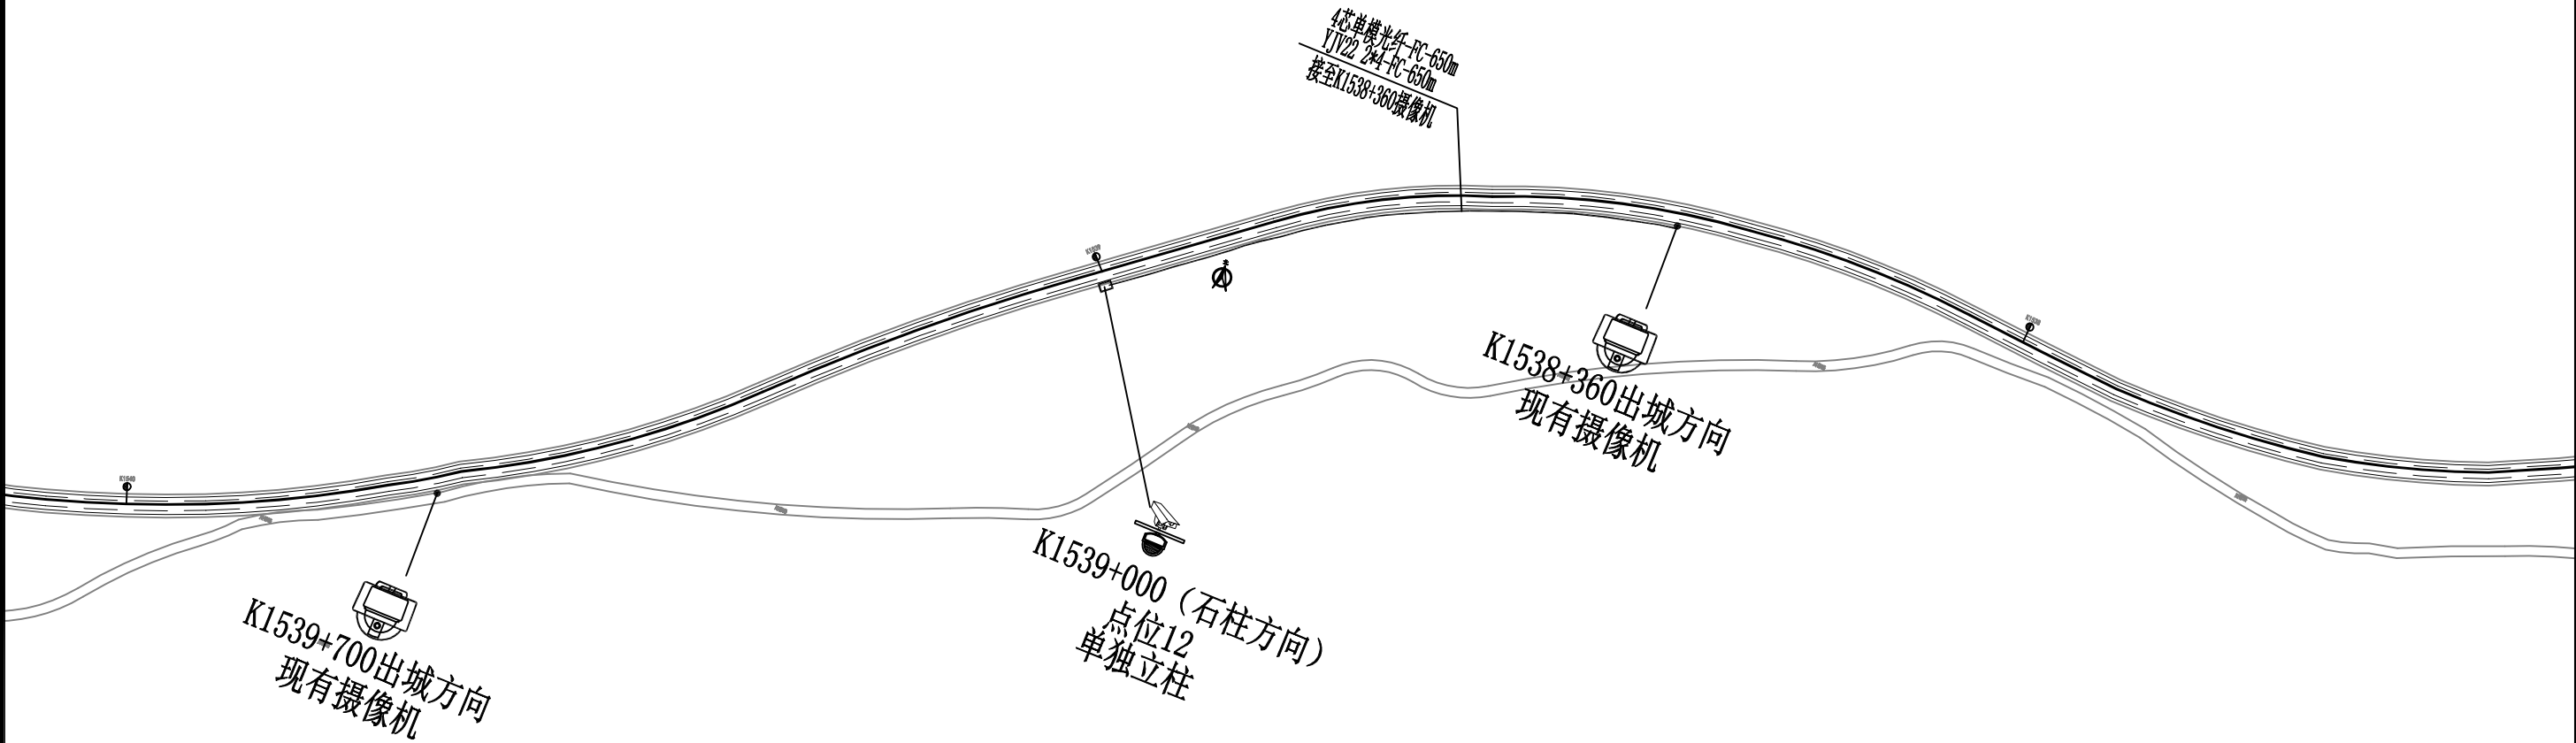 4芯单模光纤-FC-650m
YJV22 2*4-FC-650m
接至K1538+360摄像机
K1539
K1538
K1538+360出城方向
现有摄像机
K1640
K1539+000（石柱方向）
点位12
单独立柱
K1539+700出城方向
现有摄像机